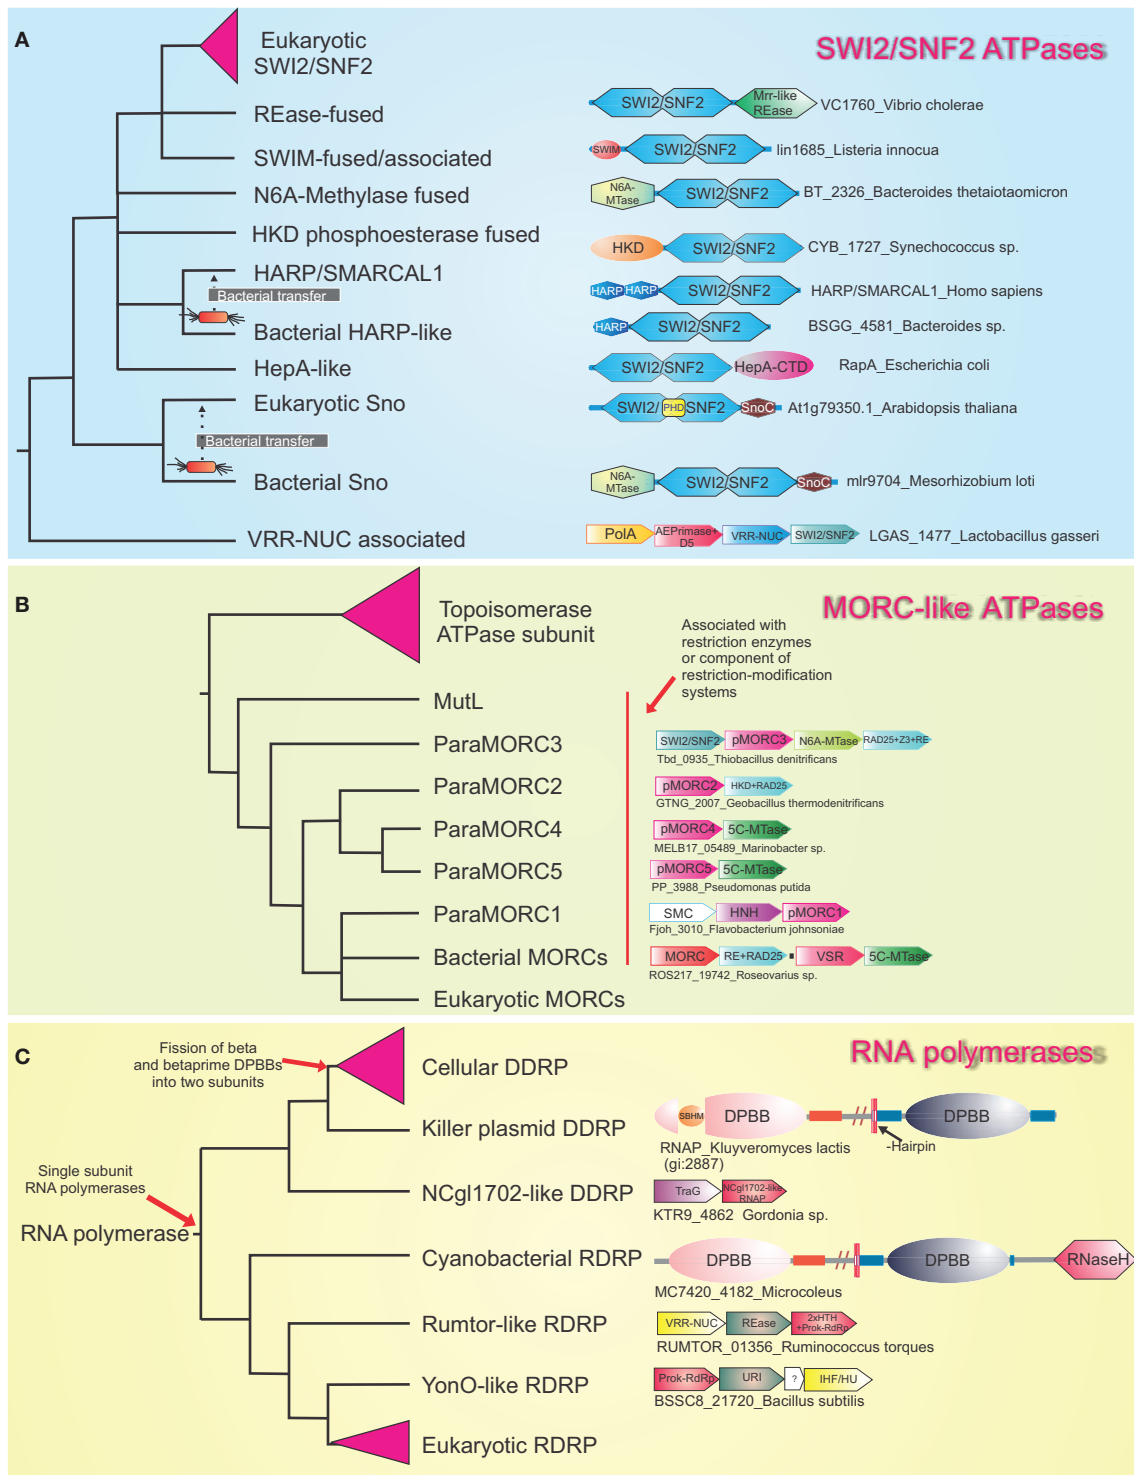 A
SWI2/SNF2 ATPases
Eukaryotic
SWI2/SNF2
REase-fused
SWI2/SNF2
Mrr-like
REase
VC1760_Vibrio cholerae
SWIM-fused/associated
SWIM
SWI2/SNF2
lin1685_Listeria innocua
N6A-Methylase fused
N6A-
MTase
SWI2/SNF2
BT_2326_Bacteroides thetaiotaomicron
HKD phosphoesterase fused
HKD
SWI2/SNF2
CYB_1727_Synechococcus sp.
HARP/SMARCAL1
Bacterial transfer
HARP
HARP
SWI2/SNF2
HARP/SMARCAL1_Homo sapiens
Bacterial HARP-like
HARP
SWI2/SNF2
BSGG_4581_Bacteroides sp.
HepA-like
SWI2/SNF2
HepA-CTD
RapA_Escherichia coli
Eukaryotic Sno
SWI2/
PHD
SNF2
SnoC
At1g79350.1_Arabidopsis thaliana
Bacterial transfer
Bacterial Sno
N6A-
MTase
SWI2/SNF2
SnoC
mlr9704_Mesorhizobium loti
VRR-NUC associated
PolA
AEPrimase+
D5
VRR-NUC
SWI2/SNF2
LGAS_1477_Lactobacillus gasseri
B
MORC-like ATPases
Topoisomerase
ATPase subunit
Associated with
restriction enzymes
or component of
restriction-modification
systems
MutL
ParaMORC3
SWI2/SNF2
pMORC3
N6A-MTase
RAD25+Z3+RE
Tbd_0935_Thiobacillus denitrificans
ParaMORC2
pMORC2
HKD+RAD25
GTNG_2007_Geobacillus thermodenitrificans
ParaMORC4
pMORC4
5C-MTase
MELB17_05489_Marinobacter sp.
ParaMORC5
pMORC5
5C-MTase
PP_3988_Pseudomonas putida
ParaMORC1
SMC
HNH
pMORC1
Fjoh_3010_Flavobacterium johnsoniae
Bacterial MORCs
MORC
RE+RAD25
VSR
5C-MTase
ROS217_19742_Roseovarius sp.
Eukaryotic MORCs
C
RNA polymerases
Fission of beta
and betaprime DPBBs
into two subunits
Cellular DDRP
Killer plasmid DDRP
SBHM
DPBB
DPBB
-Hairpin
RNAP_Kluyveromyces lactis
(gi:2887)
Single subunit
RNA polymerases
NCgl1702-like DDRP
TraG
NCgl1702-like
RNAP
KTR9_4862 Gordonia sp.
RNA polymerase
Cyanobacterial RDRP
DPBB
DPBB
RNaseH
MC7420_4182_Microcoleus
Rumtor-like RDRP
VRR-NUC
REase
2xHTH
+Prok-RdRp
RUMTOR_01356_Ruminococcus torques
YonO-like RDRP
Prok-RdRp
URI
?
IHF/HU
BSSC8_21720_Bacillus subtilis
Eukaryotic RDRP